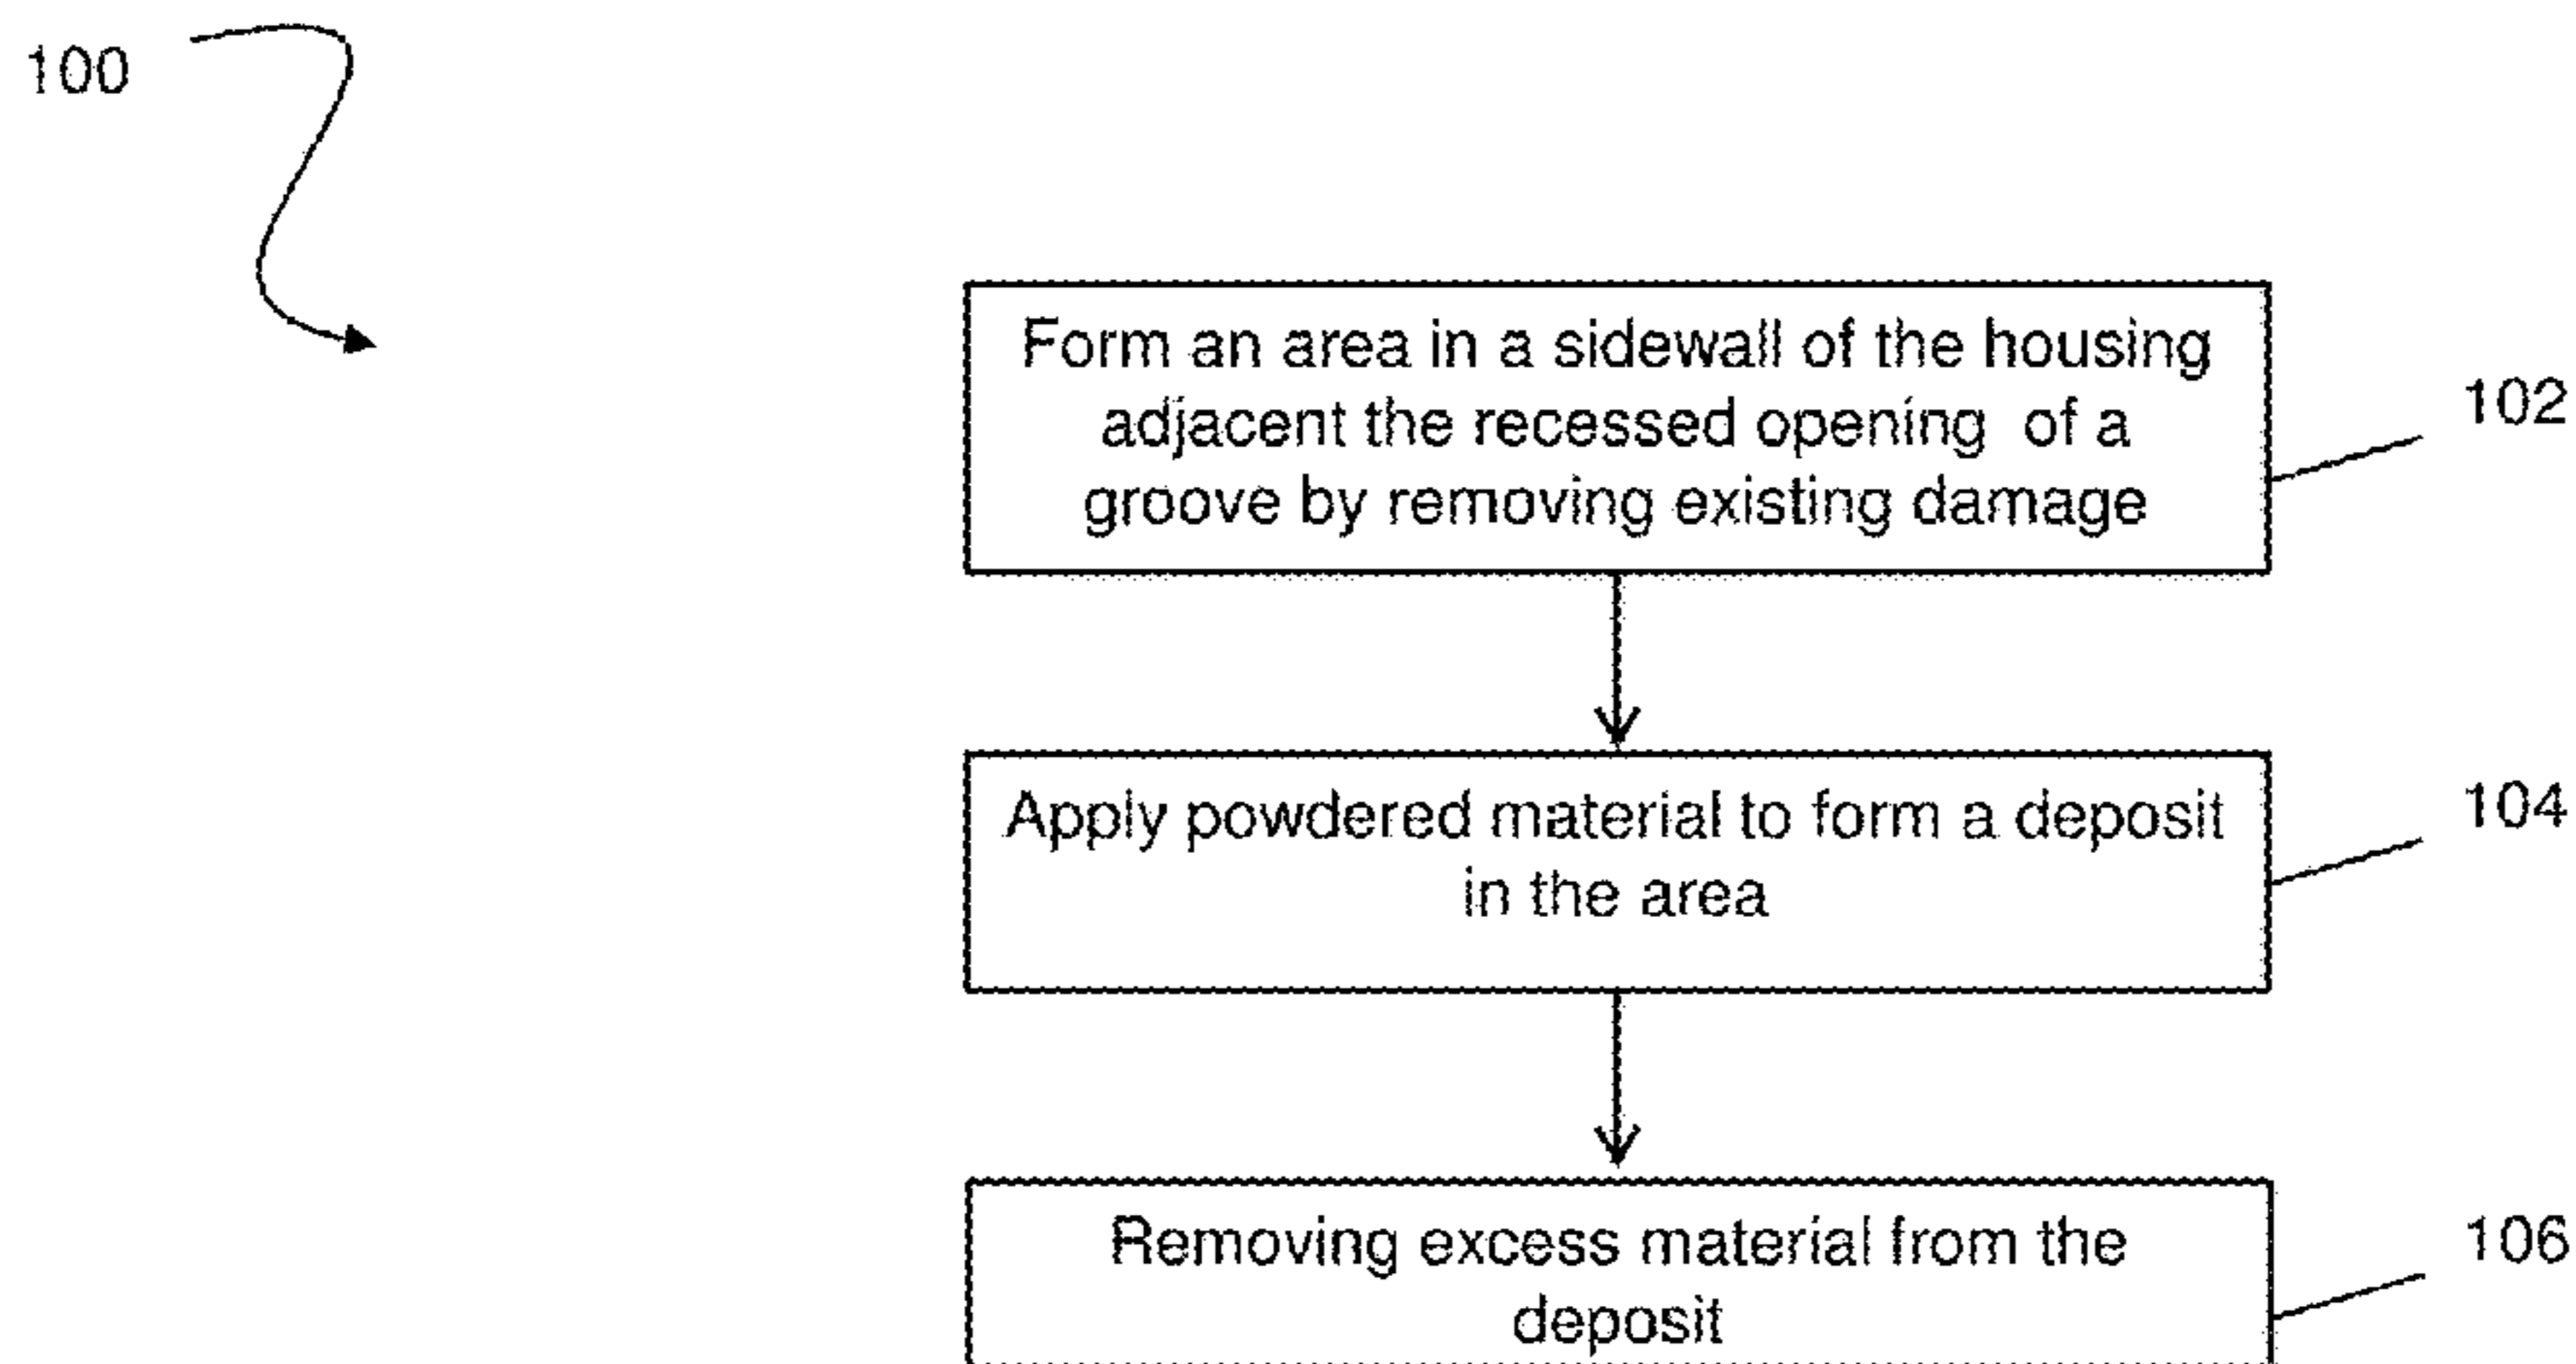 100
Form an area in a sidewall of the housing
adjacent the recessed opening of a
groove by removing existing damage
102
Apply powdered material to form a deposit
in the area
104
Removing excess material from the
deposit
106